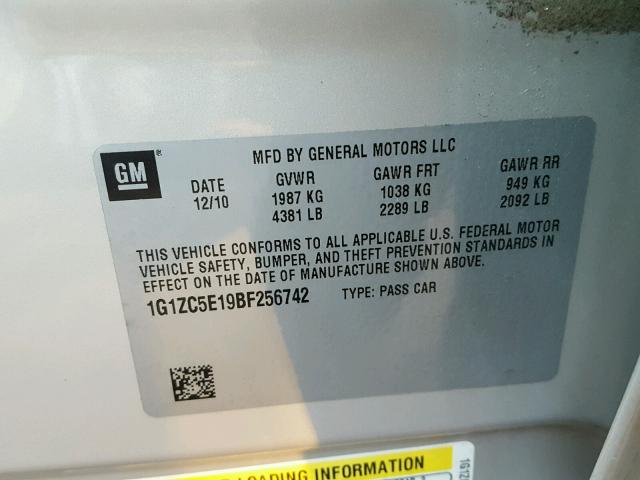 GM ®
MFD BY GENERAL MOTORS LLC
DATE GVWR GAWR FRT GAWR RR
12/10 1987 KG 1038 KG 949 KG
4381 LB 2289 LB 2092 LB
THIS VEHICLE CONFORMS TO ALL APPLICABLE U.S. FEDERAL MOTOR
VEHICLE SAFETY, BUMPER, AND THEFT PREVENTION STANDARDS IN
EFFECT ON THE DATE OF MANUFACTURE SHOWN ABOVE.
1G1ZC5E19BF256742 TYPE: PASS CAR
LOADING INFORMATION